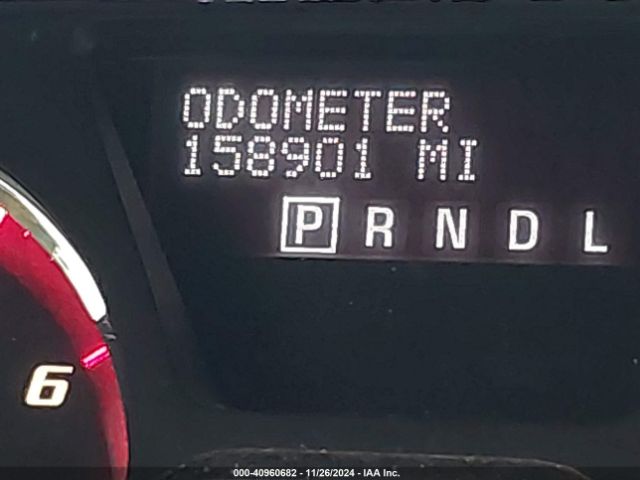 ODOMETER
158901 MI
P R N D L
6
000-40960682 - 11/26/2024 - IAA Inc.